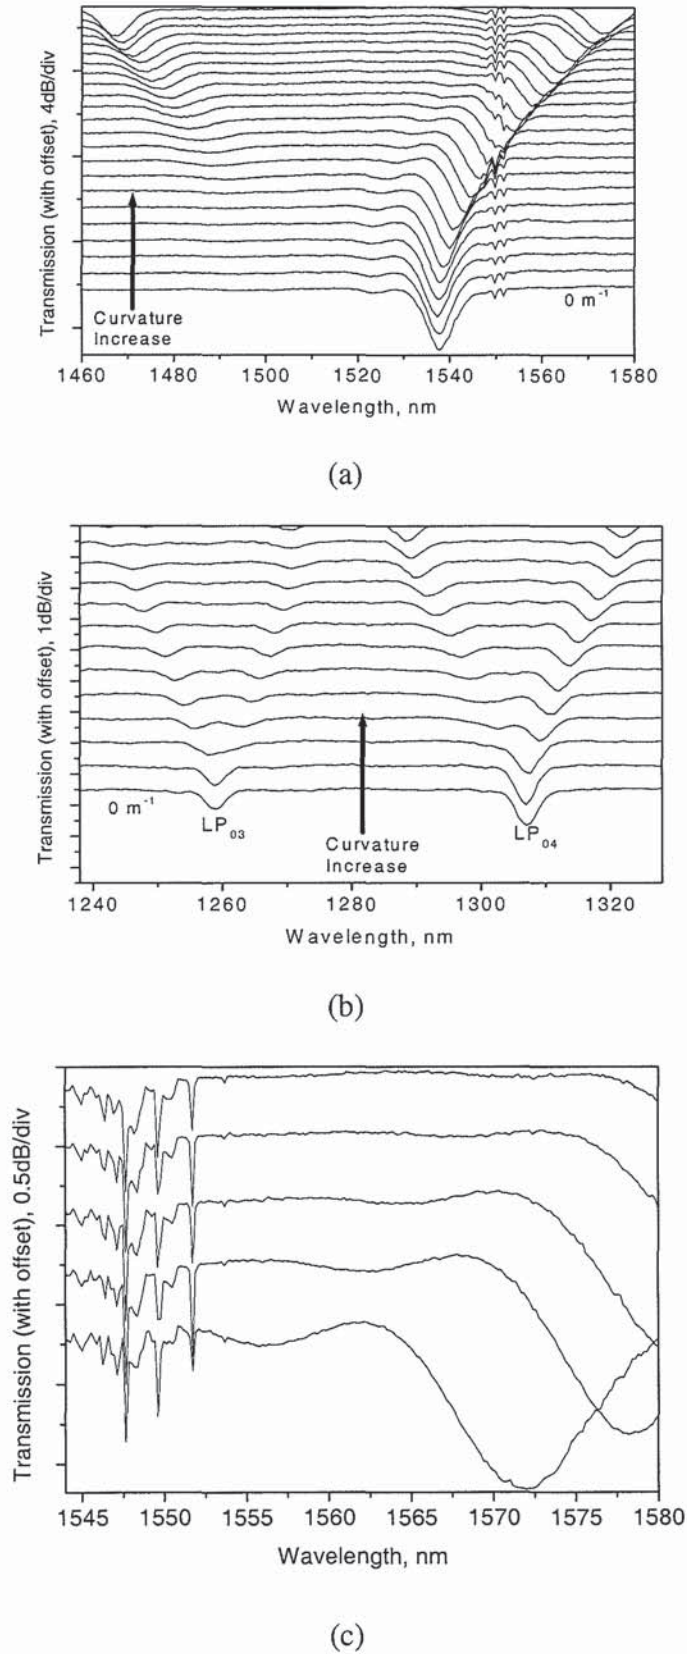 Transmission (with offset), 4dB/div
Curvature
Increase
0 m⁻¹
1460 1480 1500 1520 1540 1560 1580
Wavelength, nm
(a)
Transmission (with offset), 1dB/div
0 m⁻¹
LP₀₃
Curvature
Increase
LP₀₄
1240 1260 1280 1300 1320
Wavelength, nm
(b)
Transmission (with offset), 0.5dB/div
1545 1550 1555 1560 1565 1570 1575 1580
Wavelength, nm
(c)